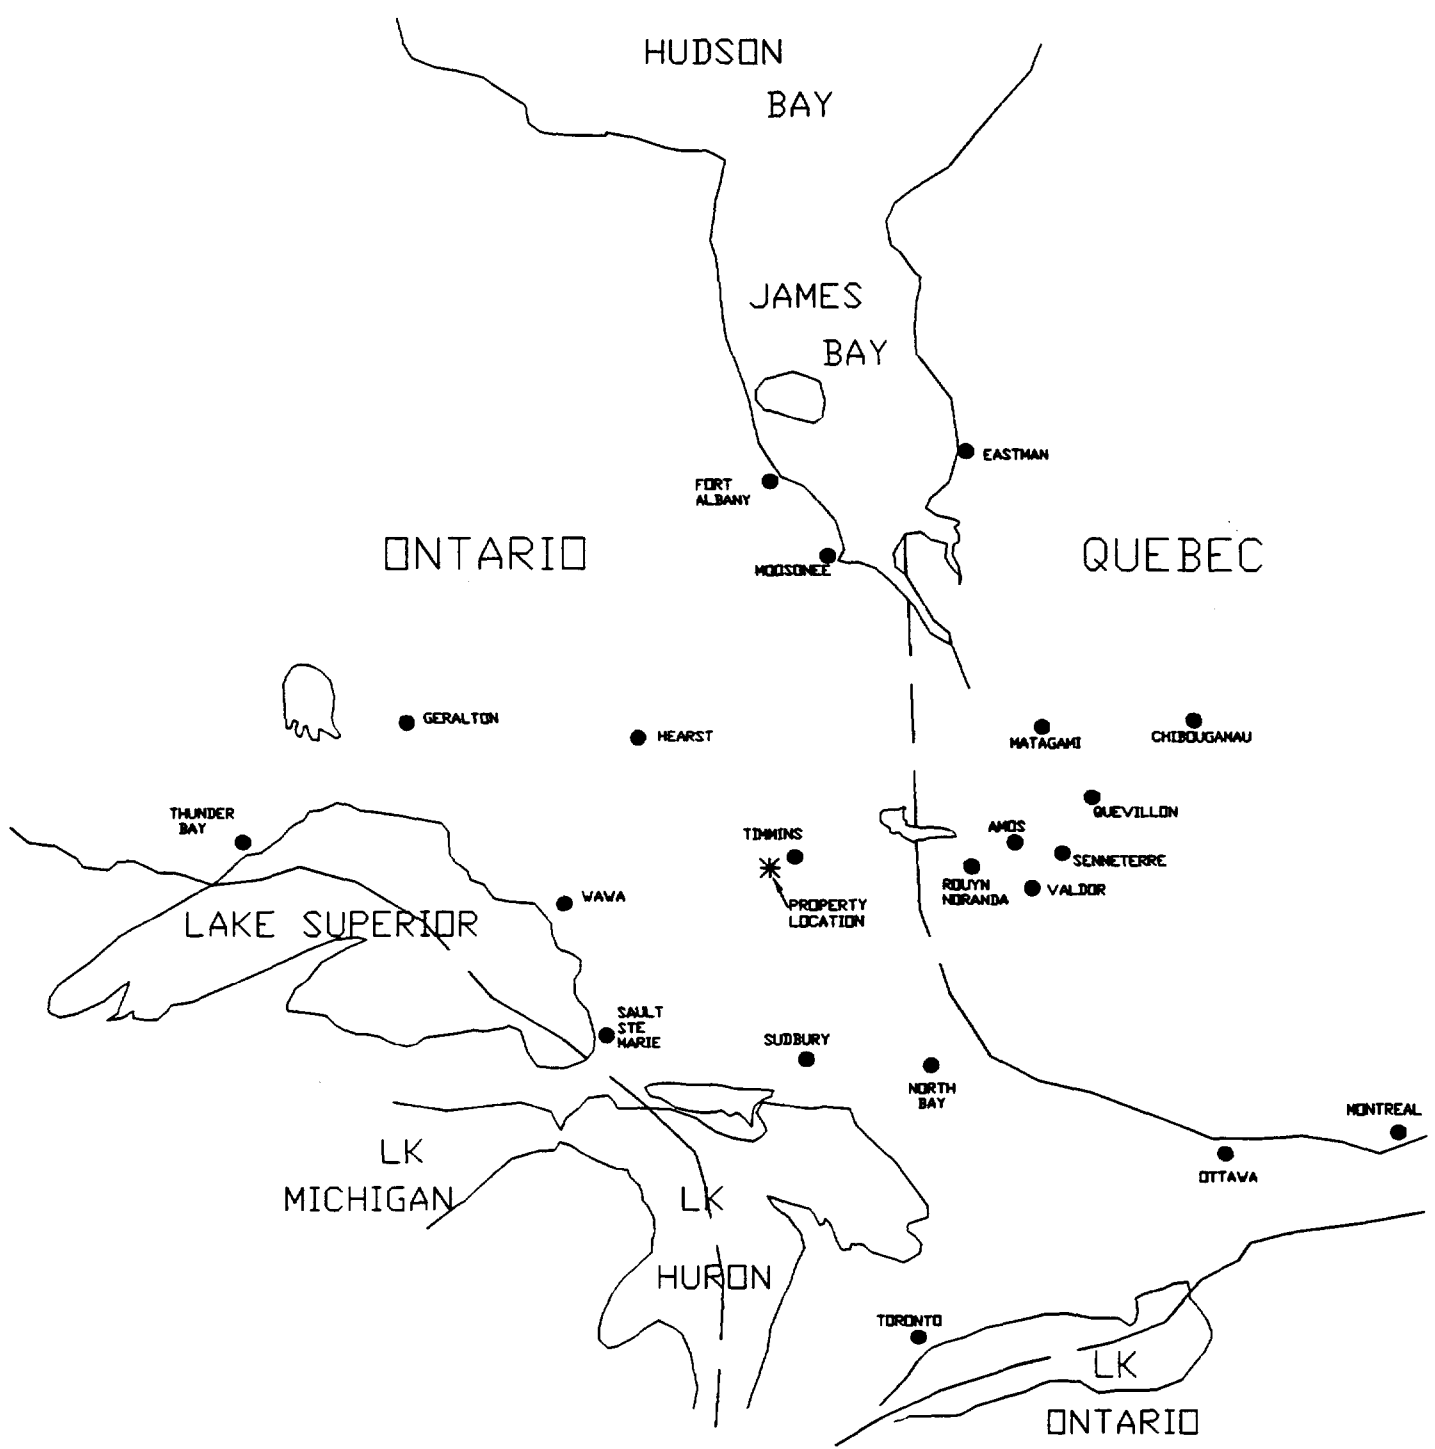 HUDSON
BAY
JAMES
BAY
EASTMAN
FORT
ALBANY
ONTARIO
QUEBEC
MOOSONEE
GERALTON
HEARST
MATAGAMI
CHIBOUGAMAU
THUNDER
BAY
QUEVILLON
TIMMINS
AMOS
SENNETERRE
ROUYN
NORANDA
VALDOR
WAWA
PROPERTY
LOCATION
LAKE SUPERIOR
SAULT
STE
MARIE
SUDBURY
NORTH
BAY
MONTREAL
OTTAWA
LK
MICHIGAN
LK
HURON
TORONTO
LK
ONTARIO